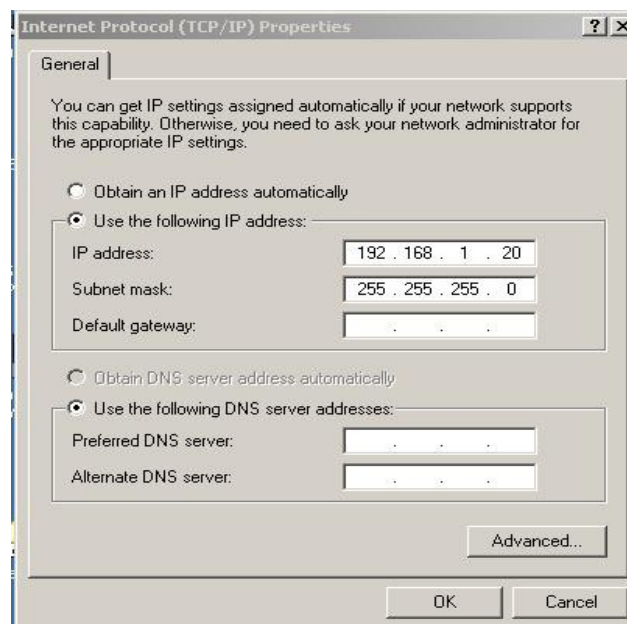 Internet Protocol (TCP/IP) Properties
General
You can get IP settings assigned automatically if your network supports
this capability. Otherwise, you need to ask your network administrator for
the appropriate IP settings.
Obtain an IP address automatically
Use the following IP address:
IP address: 192 . 168 . 1 . 20
Subnet mask: 255 . 255 . 255 . 0
Default gateway: . . .
Obtain DNS server address automatically
Use the following DNS server addresses:
Preferred DNS server: . . .
Alternate DNS server: . . .
Advanced...
OK Cancel